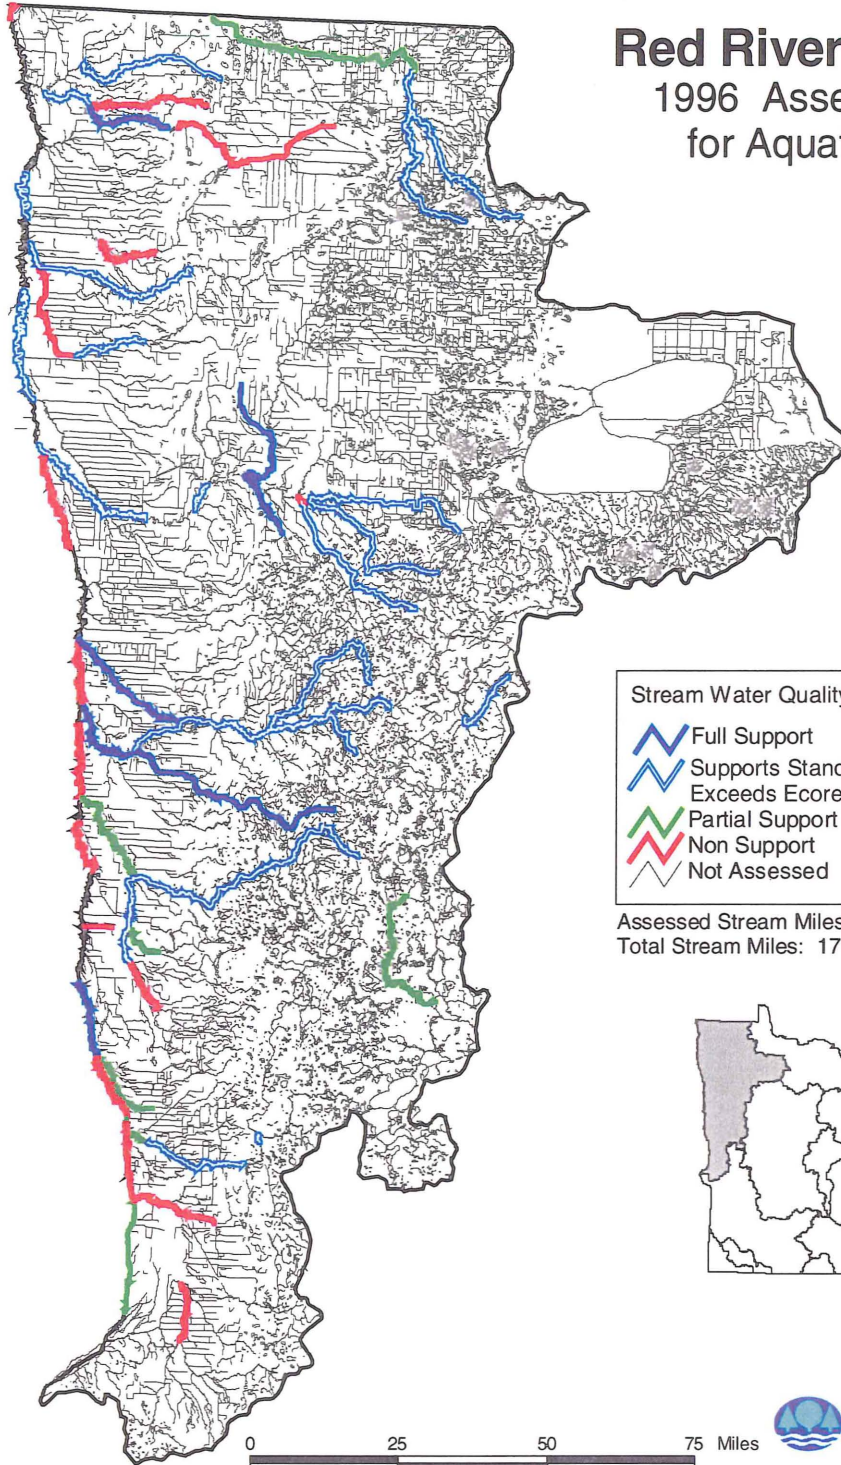 Red River
1996 Asse
for Aqua
Stream Water Quality
Full Support
Supports Stand
Exceeds Ecore
Partial Support
Non Support
Not Assessed
Assessed Stream Miles
Total Stream Miles: 17
0 25 50 75 Miles